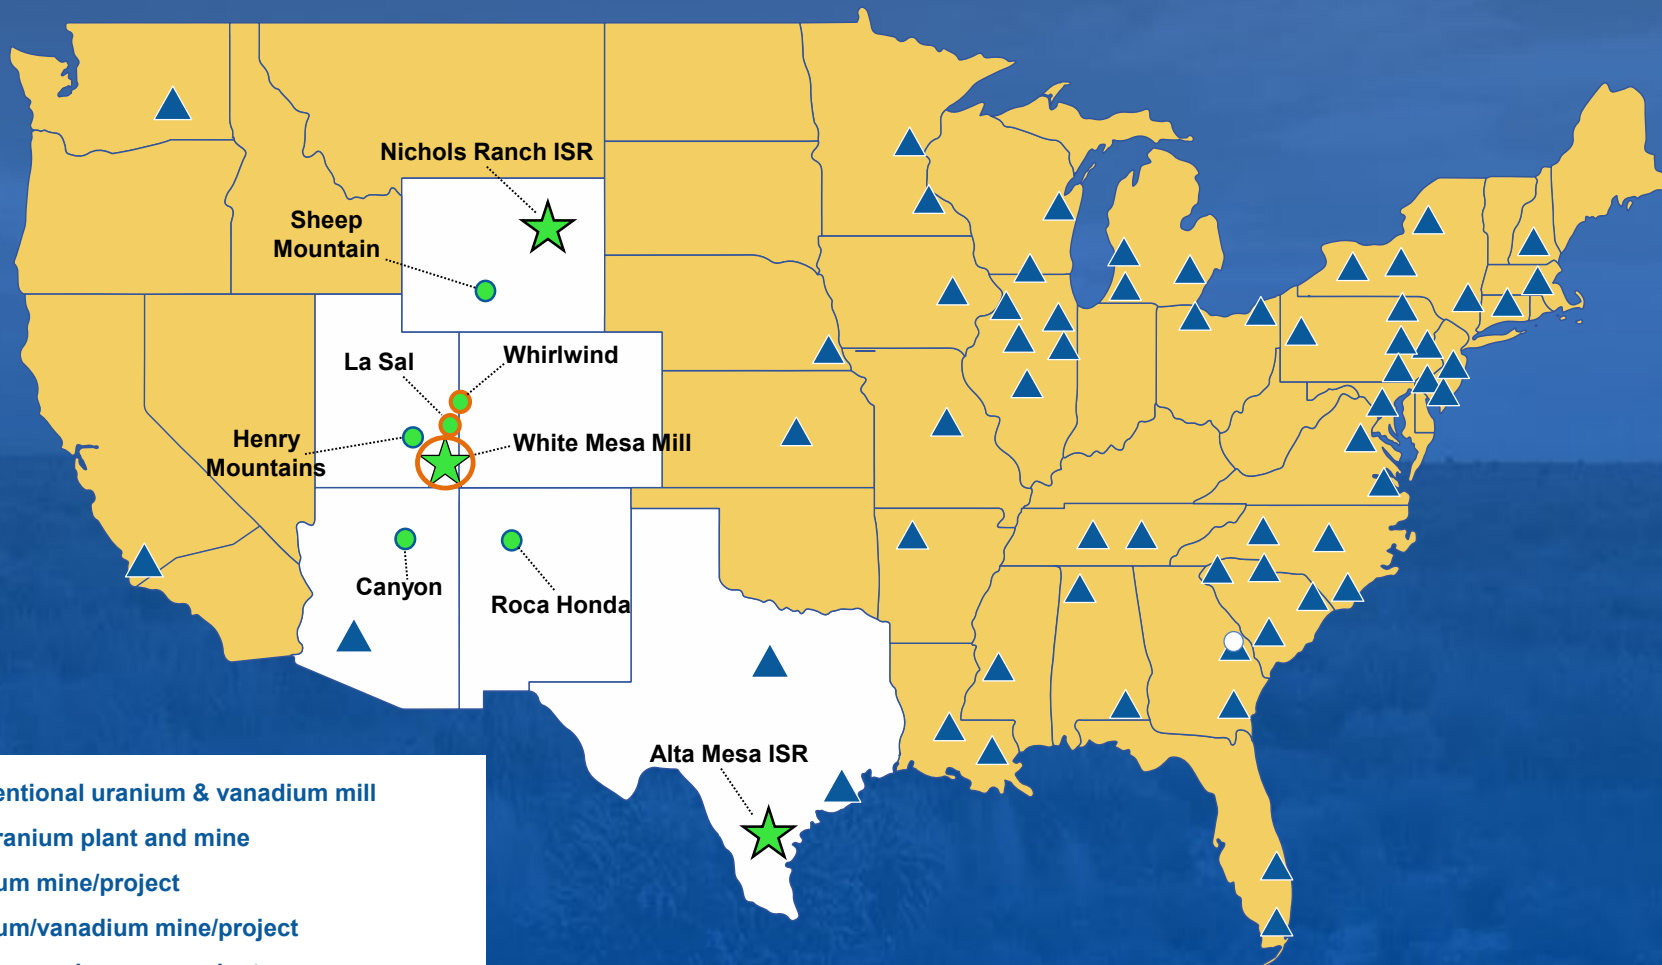 Nichols Ranch ISR
Sheep
Mountain
La Sal
Whirlwind
Henry
Mountains
White Mesa Mill
Canyon
Roca Honda
Alta Mesa ISR
entional uranium & vanadium mill
ranium plant and mine
um mine/project
um/vanadium mine/project